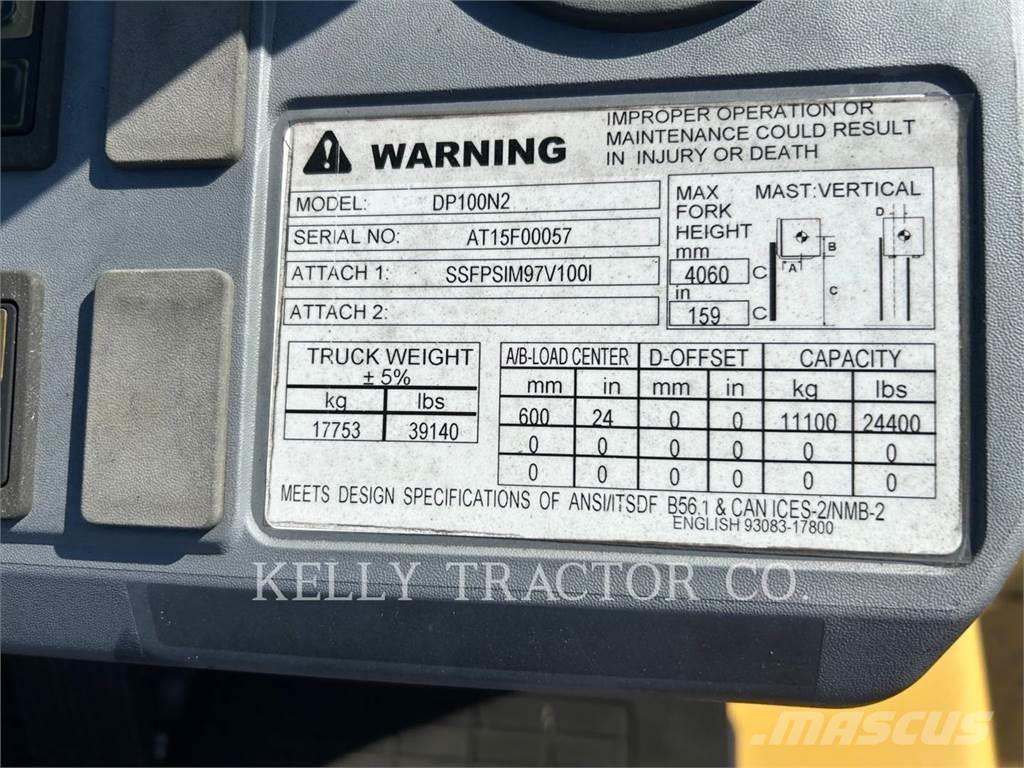 WARNING
IMPROPER OPERATION OR
MAINTENANCE COULD RESULT
IN INJURY OR DEATH
MODEL: DP100N2
SERIAL NO: AT15F00057
ATTACH 1: SSFPSIM97V100I
ATTACH 2:
MAX FORK HEIGHT
MAST:VERTICAL
mm
4060 C
in
159 C
A
B
C
D
TRUCK WEIGHT
± 5%
kg lbs
17753 39140
A/B-LOAD CENTER D-OFFSET CAPACITY
mm in mm in kg lbs
600 24 0 0 11100 24400
0 0 0 0 0 0
0 0 0 0 0 0
MEETS DESIGN SPECIFICATIONS OF ANSI/ITSDF B56.1 & CAN ICES-2/NMB-2
ENGLISH 93083-17800
KELLY TRACTOR CO.
MASCUS